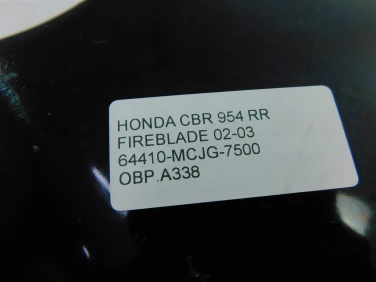 HONDA CBR 954 RR
FIREBLADE 02-03
64410-MCJG-7500
OBP.A338